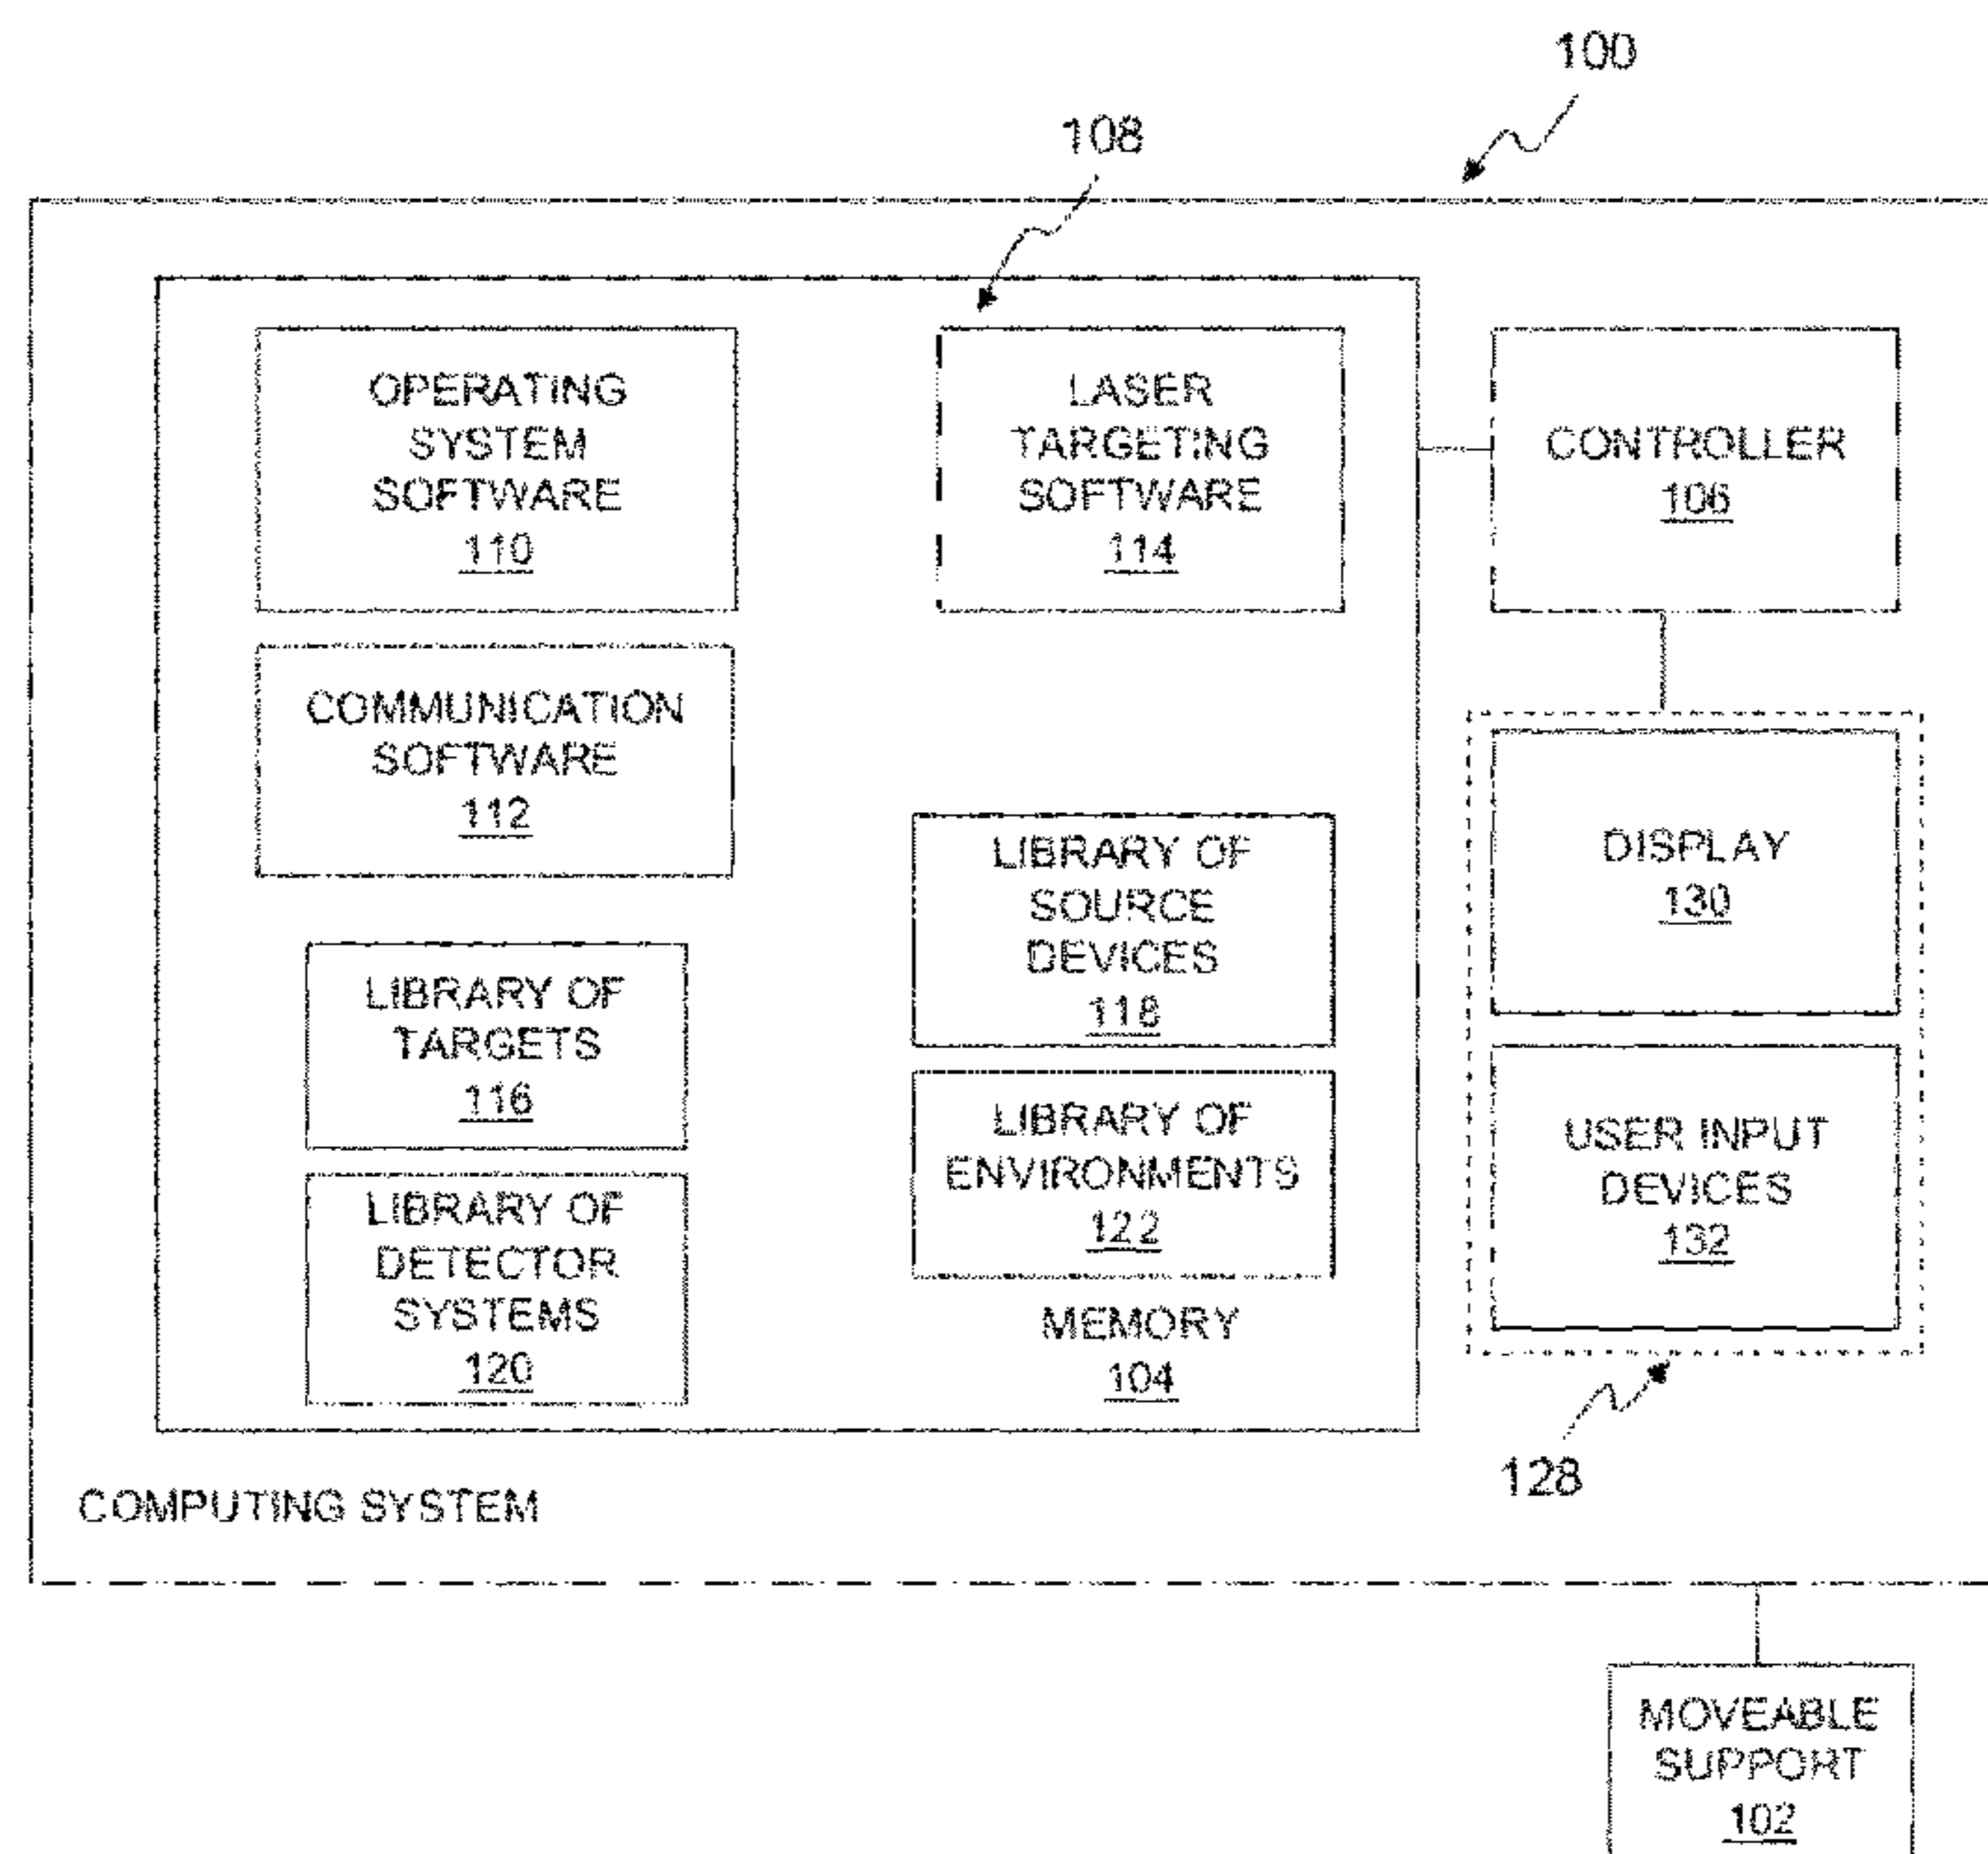 100
108
OPERATING
SYSTEM
SOFTWARE
110
LASER
TARGETING
SOFTWARE
114
CONTROLLER
106
COMMUNICATION
SOFTWARE
112
LIBRARY OF
SOURCE
DEVICES
118
DISPLAY
130
LIBRARY OF
TARGETS
116
LIBRARY OF
ENVIRONMENTS
122
USER INPUT
DEVICES
132
LIBRARY OF
DETECTOR
SYSTEMS
120
MEMORY
104
128
COMPUTING SYSTEM
MOVEABLE
SUPPORT
102